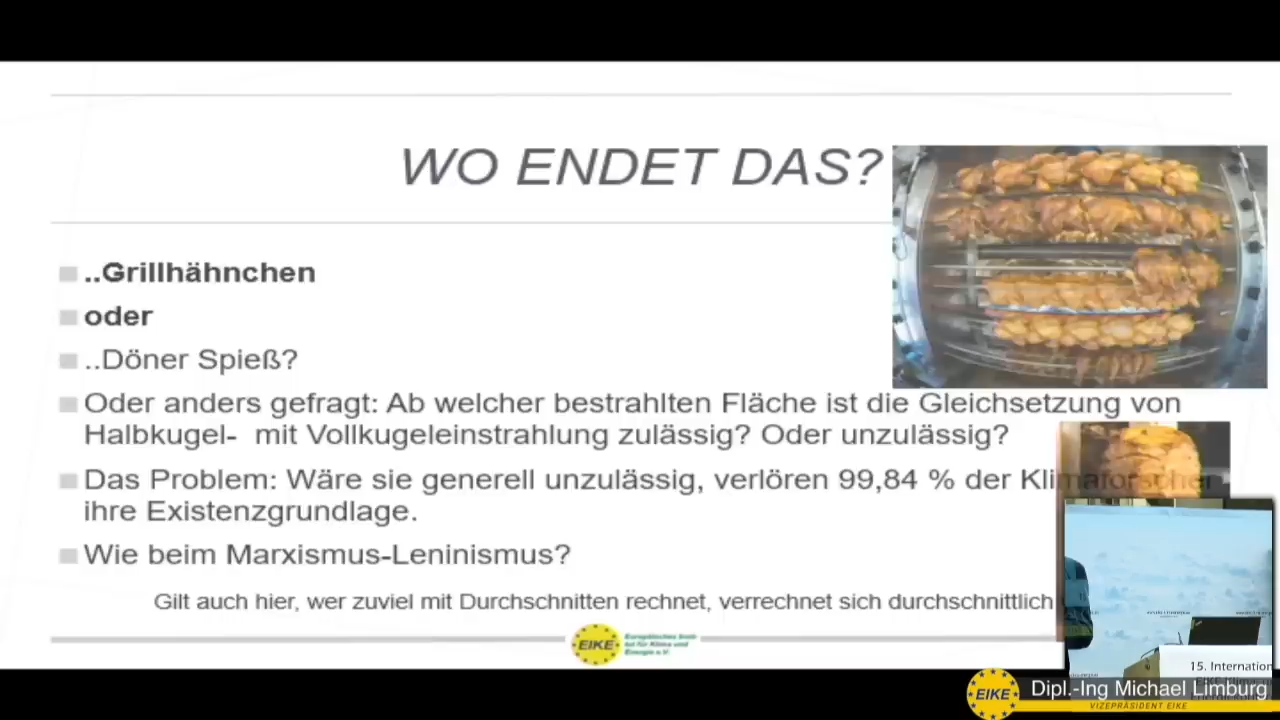 WO ENDET DAS?
..Grillhähnchen
oder
..Döner Spieß?
Oder anders gefragt: Ab welcher bestrahlten Fläche ist die Gleichsetzung von
Halbkugel- mit Vollkugeleinstrahlung zulässig? Oder unzulässig?
Das Problem: Wäre sie generell unzulässig, verlören 99,84 % der Klimaforscher
ihre Existenzgrundlage.
Wie beim Marxismus-Leninismus?
Gilt auch hier, wer zuviel mit Durchschnitten rechnet, verrechnet sich durchschnittlich
EIKE
Europäisches Insti
tut für Klima und
Energie e.V.
15. Internation
EIKE
Dipl.-Ing Michael Limburg
VIZEPRÄSIDENT EIKE